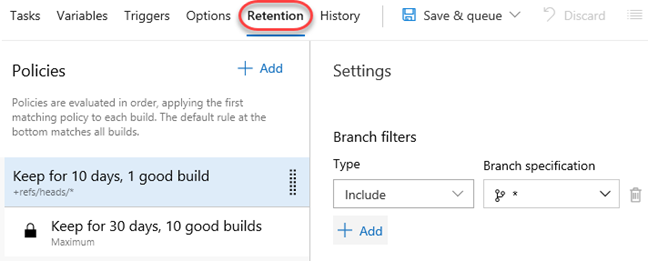 Tasks Variables Triggers Options Retention History Save & queue Discard
Policies + Add
Policies are evaluated in order, applying the first
matching policy to each build. The default rule at the
bottom matches all builds.
Keep for 10 days, 1 good build
+refs/heads/*
Keep for 30 days, 10 good builds
Maximum
Settings
Branch filters
Type Branch specification
Include *
+ Add